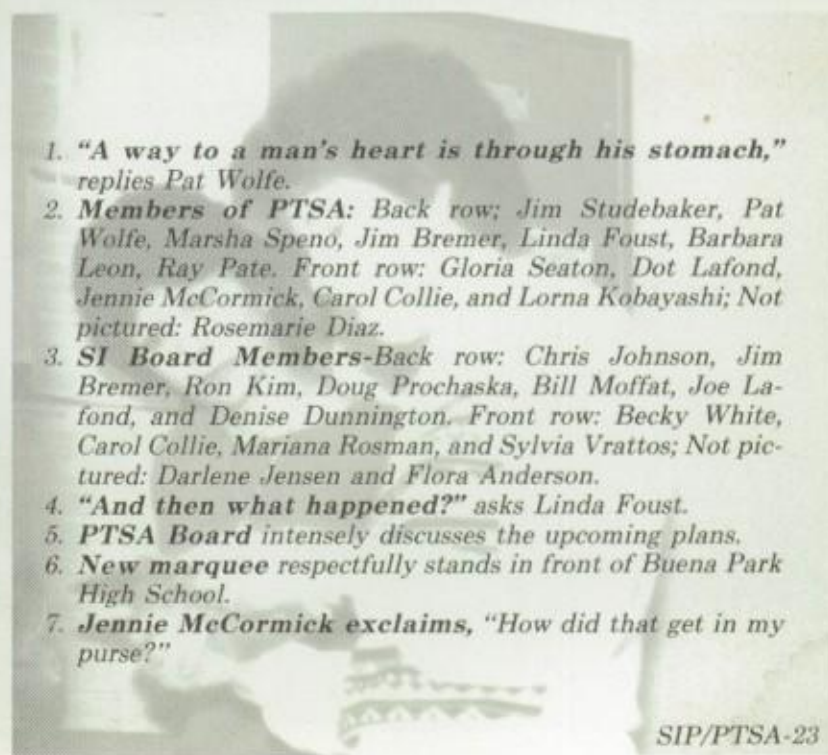 1. "A way to a man's heart is through his stomach,"
replies Pat Wolfe.
2. Members of PTSA: Back row; Jim Studebaker, Pat
Wolfe, Marsha Speno, Jim Bremer, Linda Foust, Barbara
Leon, Ray Pate. Front row: Gloria Seaton, Dot Lafond,
Jennie McCormick, Carol Collie, and Lorna Kobayashi; Not
pictured: Rosemarie Diaz.
3. SI Board Members-Back row: Chris Johnson, Jim
Bremer, Ron Kim, Doug Prochaska, Bill Moffat, Joe La-
fond, and Denise Dunnington. Front row: Becky White,
Carol Collie, Mariana Rosman, and Sylvia Vrattos; Not pic-
tured: Darlene Jensen and Flora Anderson.
4. "And then what happened?" asks Linda Foust.
5. PTSA Board intensely discusses the upcoming plans.
6. New marquee respectfully stands in front of Buena Park
High School.
7. Jennie McCormick exclaims, "How did that get in my
purse?"
SIP/PTSA-23